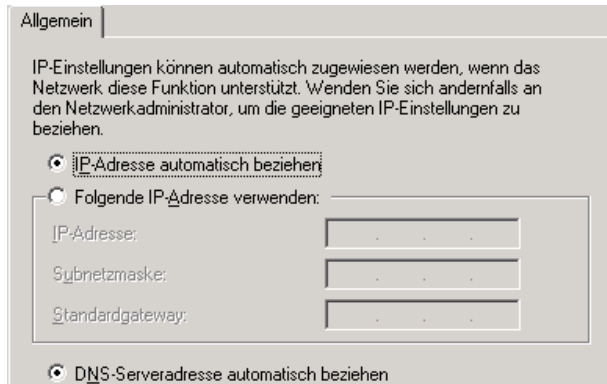 Allgemein
IP-Einstellungen können automatisch zugewiesen werden, wenn das
Netzwerk diese Funktion unterstützt. Wenden Sie sich andernfalls an
den Netzwerkadministrator, um die geeigneten IP-Einstellungen zu
beziehen.
IP-Adresse automatisch beziehen
Folgende IP-Adresse verwenden:
IP-Adresse:
Subnetzmaske:
Standardgateway:
DNS-Serveradresse automatisch beziehen